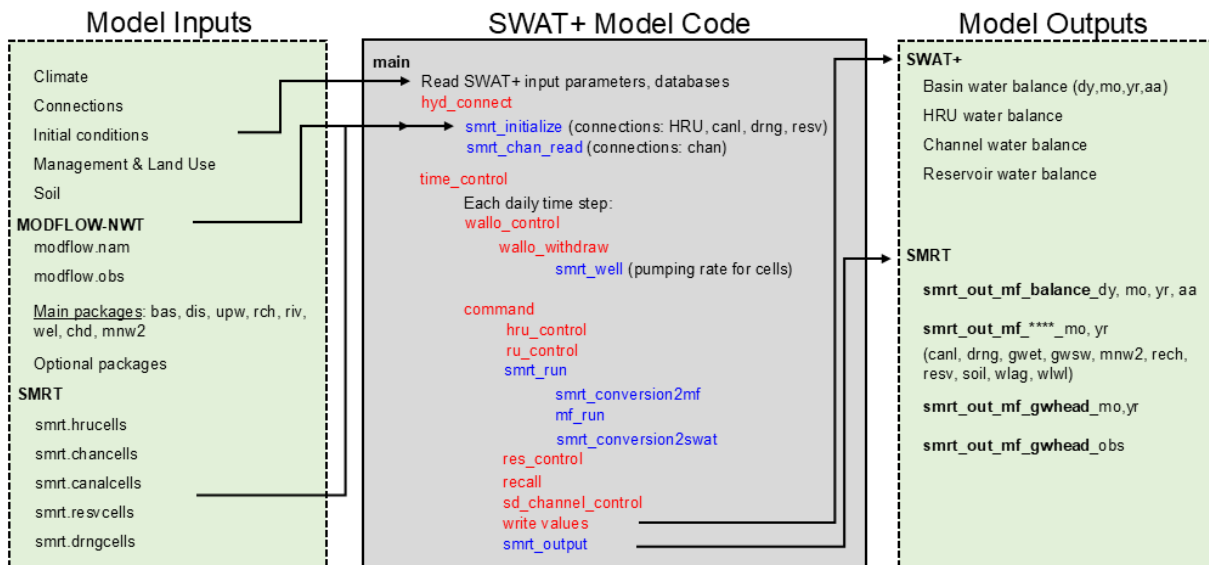 Model Inputs
Climate
Connections
Initial conditions
Management & Land Use
Soil
MODFLOW-NWT
modflow.nam
modflow.obs
Main packages: bas, dis, upw, rch, riv,
wel, chd, mnw2
Optional packages
SMRT
smrt.hrucells
smrt.chancells
smrt.canalcells
smrt.resvcells
smrt.drngcells
SWAT+ Model Code
main
Read SWAT+ input parameters, databases
hyd_connect
smrt_initialize (connections: HRU, canl, drng, resv)
smrt_chan_read (connections: chan)
time_control
Each daily time step:
wallo_control
wallo_withdraw
smrt_well (pumping rate for cells)
command
hru_control
ru_control
smrt_run
smrt_conversion2mf
mf_run
smrt_conversion2swat
res_control
recall
sd_channel_control
write values
smrt_output
Model Outputs
SWAT+
Basin water balance (dy,mo,yr,aa)
HRU water balance
Channel water balance
Reservoir water balance
SMRT
smrt_out_mf_balance_dy, mo, yr, aa
smrt_out_mf_****_mo, yr
(canl, drng, gwet, gwsw, mnw2, rech,
resv, soil, wlag, wlwl)
smrt_out_mf_gwhead_mo,yr
smrt_out_mf_gwhead_obs